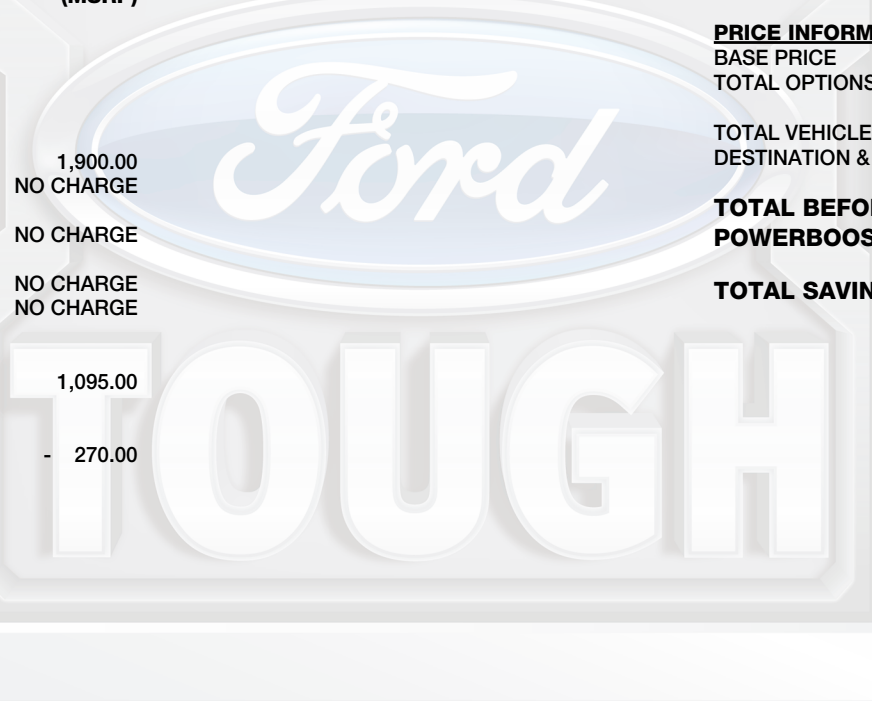 (MSRP)
1,900.00
NO CHARGE
NO CHARGE
NO CHARGE
NO CHARGE
1,095.00
- 270.00
PRICE INFORM
BASE PRICE
TOTAL OPTIONS
TOTAL VEHICLE
DESTINATION &
TOTAL BEFO
POWERBOOS
TOTAL SAVIN
Ford
TOUGH